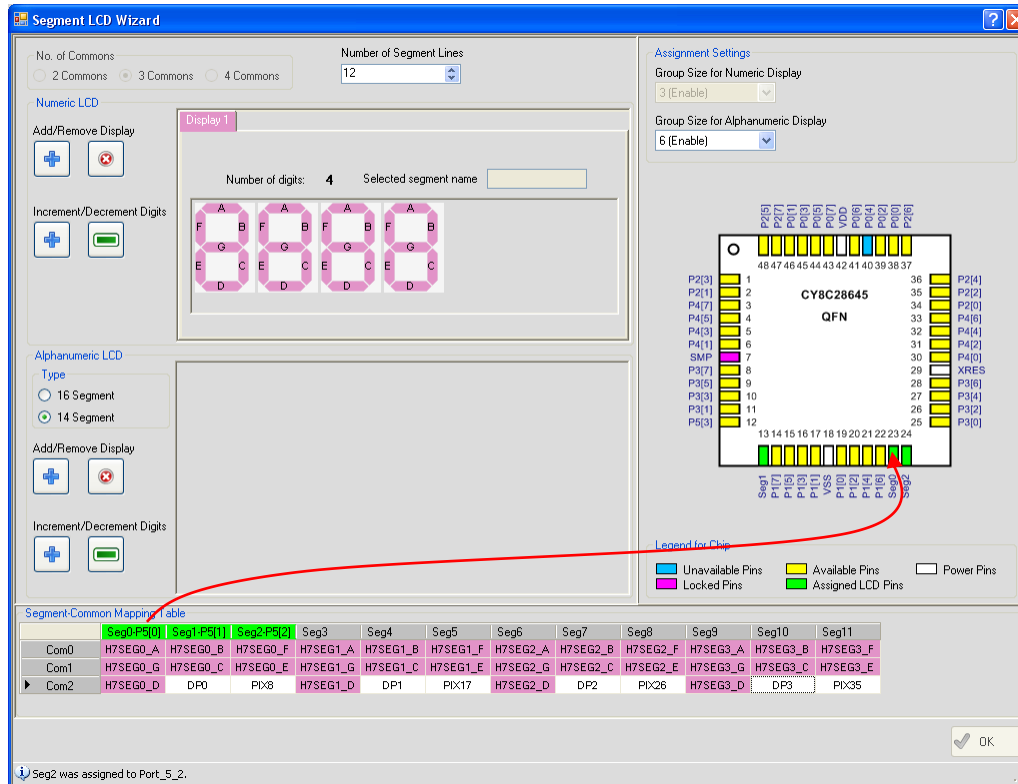 Segment LCD Wizard
No. of Commons
2 Commons 3 Commons 4 Commons
Number of Segment Lines
12
Numeric LCD
Add/Remove Display
Increment/Decrement Digits
Display 1
Number of digits: 4 Selected segment name
A A A A
F B F B F B F B
G G G G
E C E C E C E C
D D D D
Alphanumeric LCD
Type
16 Segment
14 Segment
Add/Remove Display
Increment/Decrement Digits
Assignment Settings
Group Size for Numeric Display
3 (Enable)
Group Size for Alphanumeric Display
6 (Enable)
P2[5] P2[7] P0[1] P0[3] P0[5] P0[7] VDD P0[6] P0[4] P0[2] P0[0] P2[6]
48 47 46 45 44 43 42 41 40 39 38 37
CY8C28645
QFN
P2[3] 1 36 P2[4]
P2[1] 2 35 P2[2]
P4[7] 3 34 P2[0]
P4[5] 4 33 P4[6]
P4[3] 5 32 P4[4]
P4[1] 6 31 P4[2]
SMP 7 30 P4[0]
P3[7] 8 29 XRES
P3[5] 9 28 P3[6]
P3[3] 10 27 P3[4]
P3[1] 11 26 P3[2]
P5[3] 12 25 P3[0]
13 14 15 16 17 18 19 20 21 22 23 24
Seg1 P1[7] P1[5] P1[3] P1[1] VSS P1[0] P1[2] P1[4] P1[6] Seg0 Seg2
Legend for Chip
Unavailable Pins Available Pins Power Pins
Locked Pins Assigned LCD Pins
Segment-Common Mapping Table
Seg0-P5[0] Seg1-P5[1] Seg2-P5[2] Seg3 Seg4 Seg5 Seg6 Seg7 Seg8 Seg9 Seg10 Seg11
Com0 H7SEG0_A H7SEG0_B H7SEG0_F H7SEG1_A H7SEG1_B H7SEG1_F H7SEG2_A H7SEG2_B H7SEG2_F H7SEG3_A H7SEG3_B H7SEG3_F
Com1 H7SEG0_G H7SEG0_C H7SEG0_E H7SEG1_G H7SEG1_C H7SEG1_E H7SEG2_G H7SEG2_C H7SEG2_E H7SEG3_G H7SEG3_C H7SEG3_E
Com2 H7SEG0_D DP0 PIX8 H7SEG1_D DP1 PIX17 H7SEG2_D DP2 PIX26 H7SEG3_D DP3 PIX35
OK
Seg2 was assigned to Port_5_2.